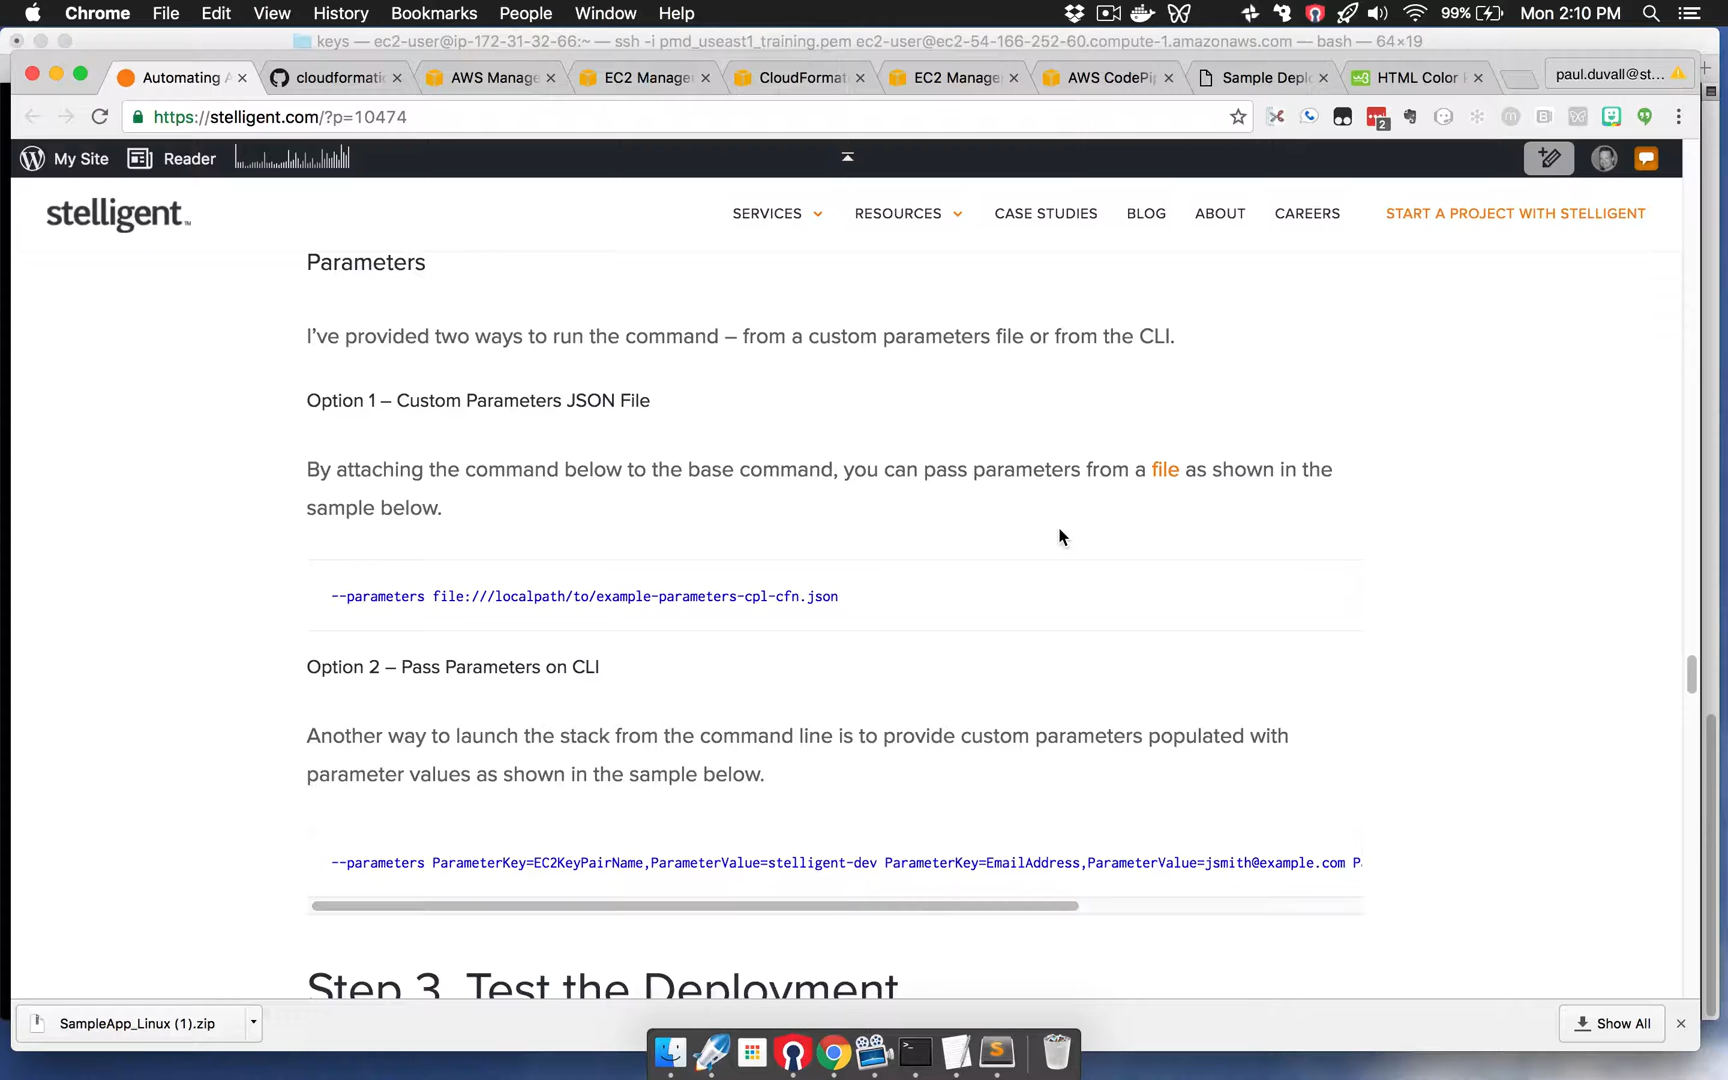 Chrome File Edit View History Bookmarks People Window Help 99% Mon 2:10 PM
keys — ec2-user@ip-172-31-32-66:~ — ssh -i pmd_useast1_training.pem ec2-user@ec2-54-166-252-60.compute-1.amazonaws.com — bash — 64×19
Automating A cloudformatio AWS Manage EC2 Manage CloudFormat EC2 Manage AWS CodePip Sample Deplo HTML Color paul.duvall@st...
https://stelligent.com/?p=10474
2
My Site Reader
stelligent™ SERVICES RESOURCES CASE STUDIES BLOG ABOUT CAREERS START A PROJECT WITH STELLIGENT
Parameters
I've provided two ways to run the command – from a custom parameters file or from the CLI.
Option 1 – Custom Parameters JSON File
By attaching the command below to the base command, you can pass parameters from a file as shown in the
sample below.
--parameters file:///localpath/to/example-parameters-cpl-cfn.json
Option 2 – Pass Parameters on CLI
Another way to launch the stack from the command line is to provide custom parameters populated with
parameter values as shown in the sample below.
--parameters ParameterKey=EC2KeyPairName,ParameterValue=stelligent-dev ParameterKey=EmailAddress,ParameterValue=jsmith@example.com P
Step 3. Test the Deployment
SampleApp_Linux (1).zip Show All